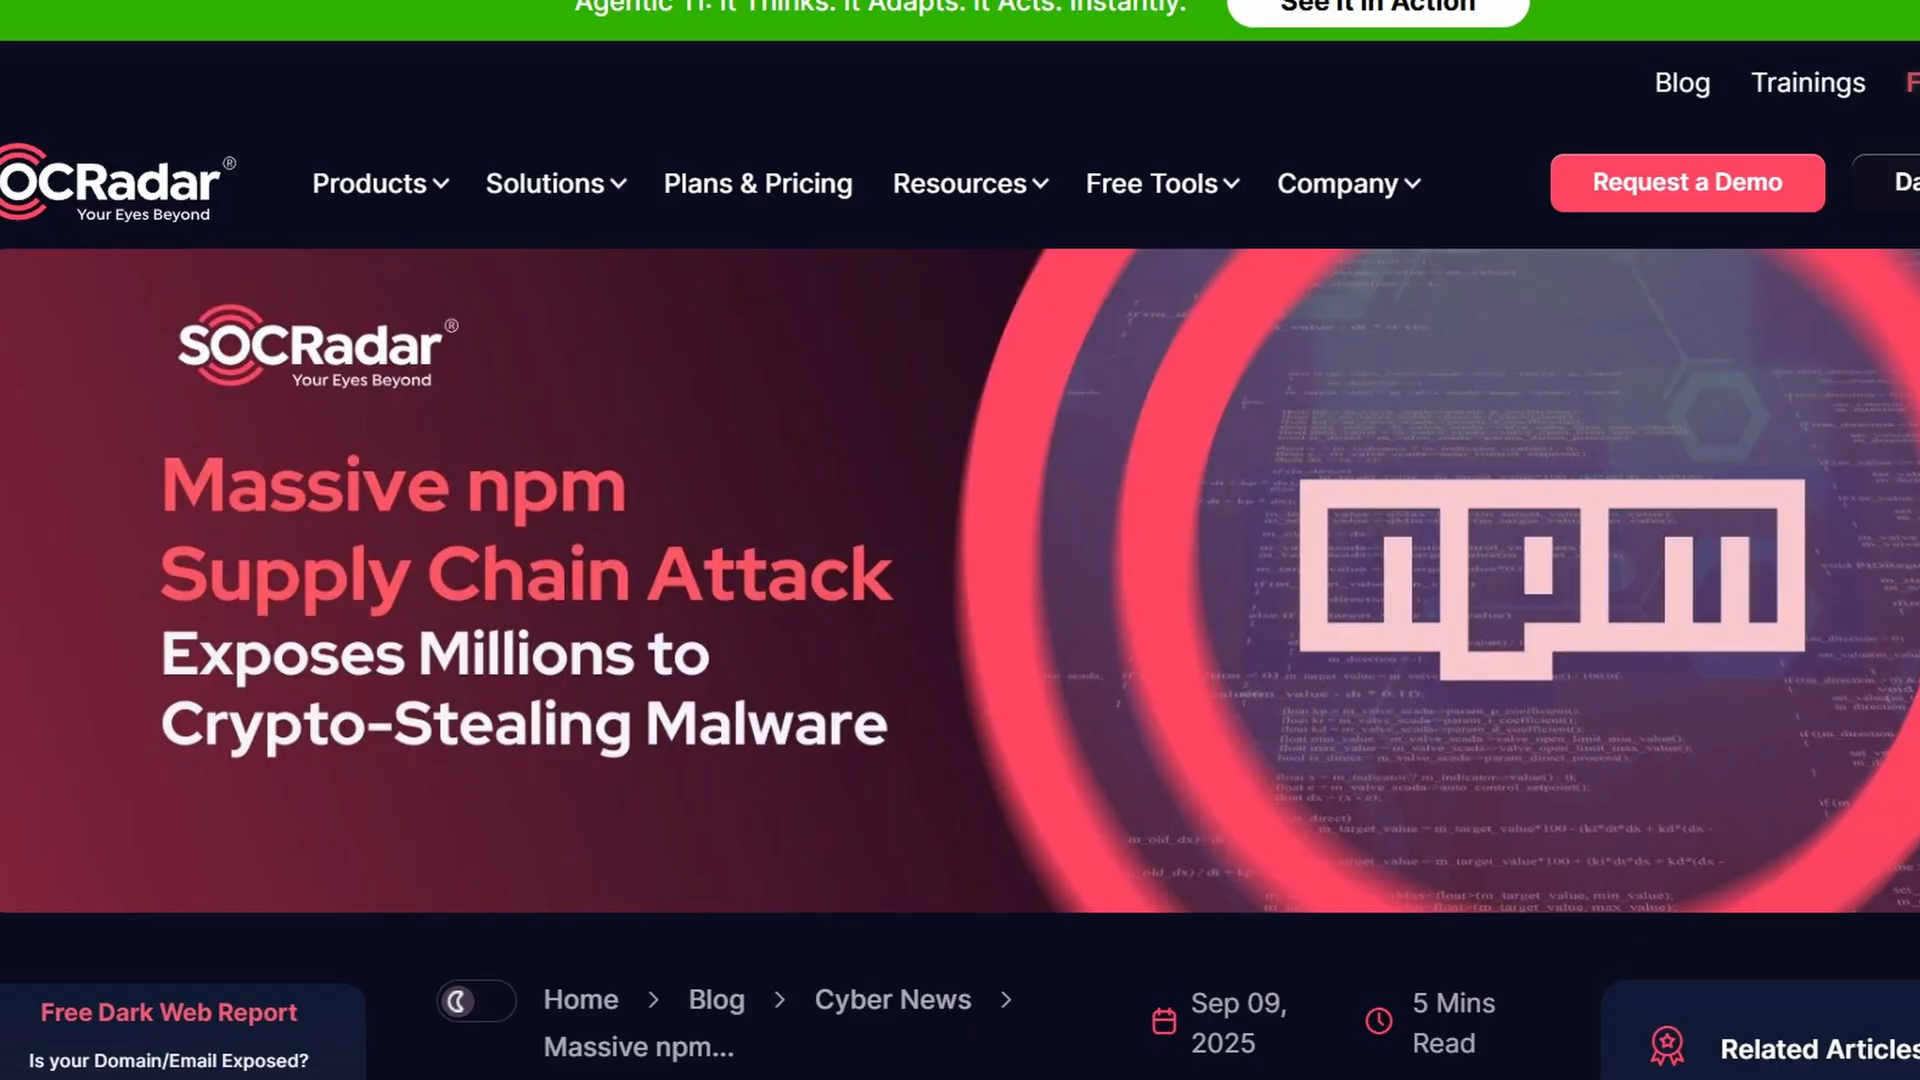 Agentic TI: It Thinks. It Adapts. It Acts. Instantly.
See It in Action
Blog
Trainings
OCRadar®
Your Eyes Beyond
Products
Solutions
Plans & Pricing
Resources
Free Tools
Company
Request a Demo
SOCRadar®
Your Eyes Beyond
Massive npm
Supply Chain Attack
Exposes Millions to
Crypto-Stealing Malware
npm
Free Dark Web Report
Is your Domain/Email Exposed?
Home > Blog > Cyber News >
Massive npm...
Sep 09,
2025
5 Mins
Read
Related Articles